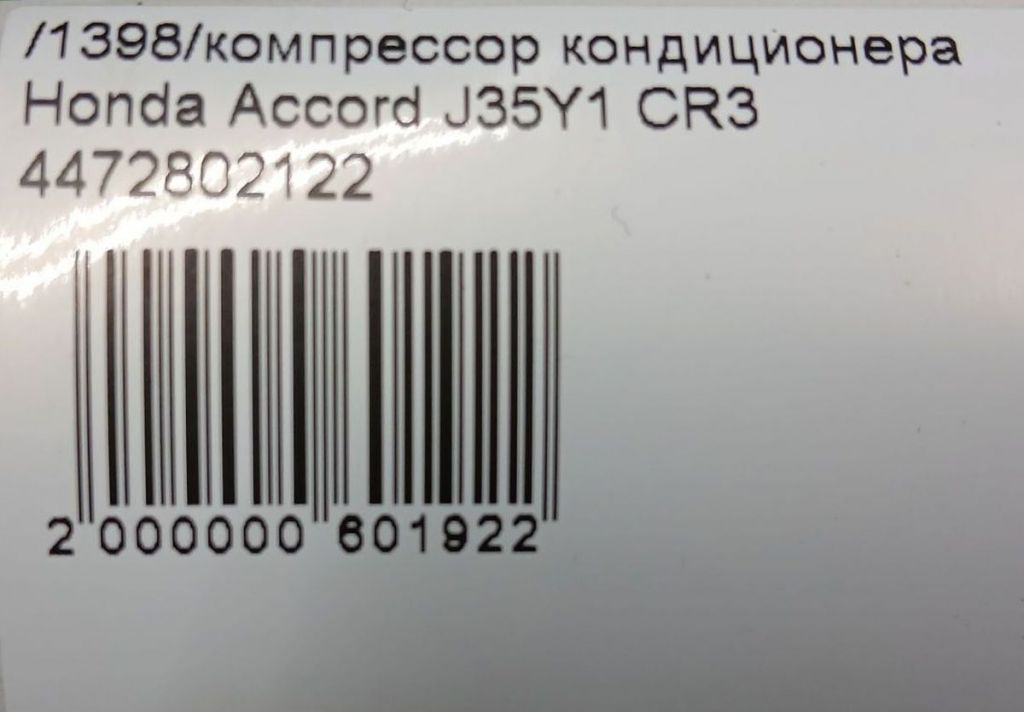 /1398/компрессор кондиционера
Honda Accord J35Y1 CR3
4472802122
2 000000 601922